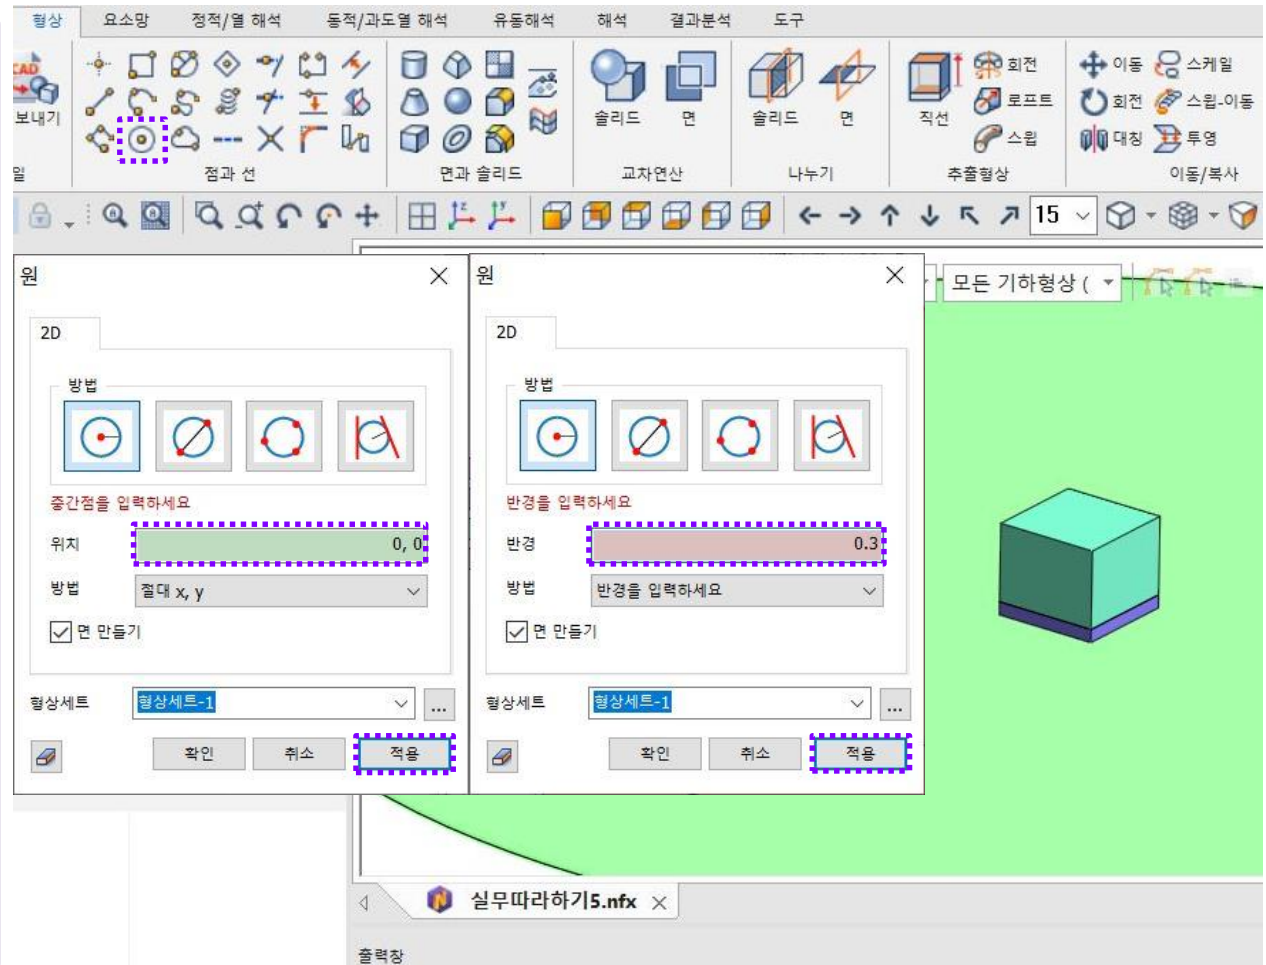 형상 요소망 정적/열 해석 동적/과도열 해석 유동해석 해석 결과분석 도구
CAD
보내기
솔리드 면
솔리드 면
직선
회전
로프트
스윕
이동 스케일
회전 스윕-이동
대칭 투영
일 점과 선 면과 솔리드 교차연산 나누기 추출형상 이동/복사
15
원
2D
방법
중간점을 입력하세요
위치 0, 0
방법 절대 x, y
면 만들기
형상세트 형상세트-1 ...
확인 취소 적용
원
2D
방법
반경을 입력하세요
반경 0.3
방법 반경을 입력하세요
면 만들기
형상세트 형상세트-1 ...
확인 취소 적용
모든 기하형상 (
실무따라하기5.nfx
출력창